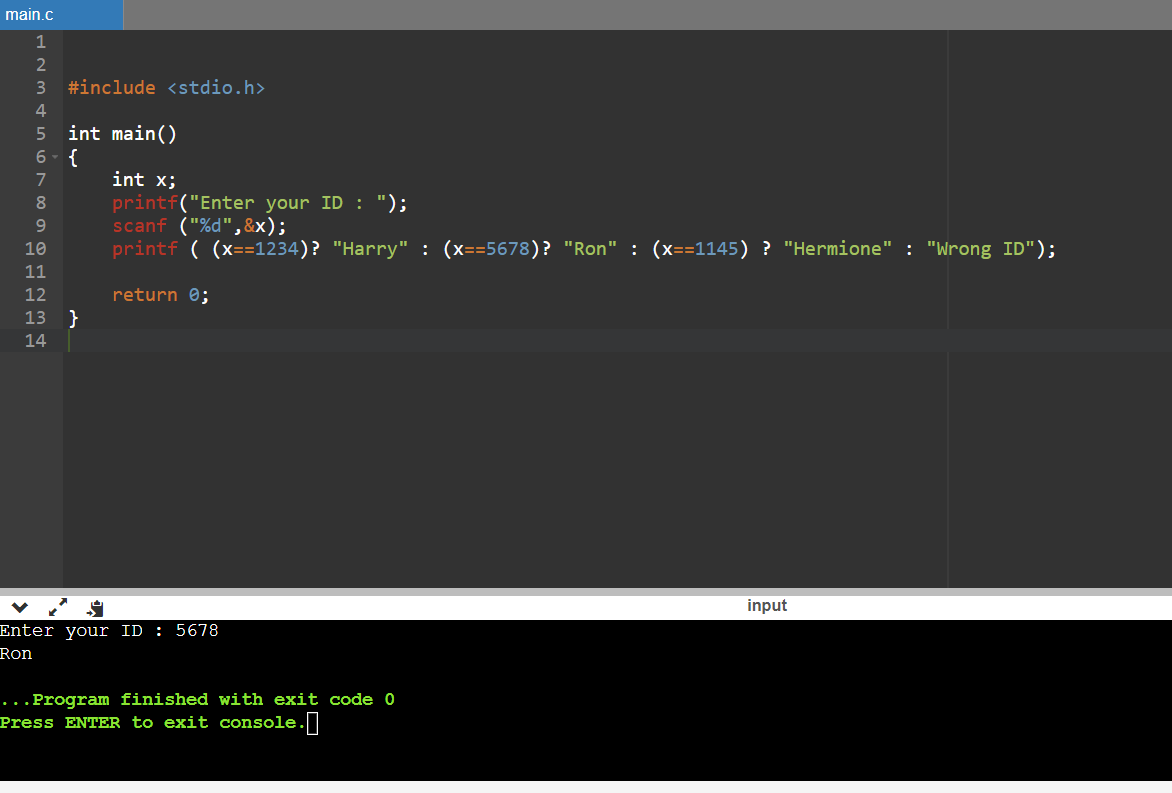 main.c
1
2
3 #include <stdio.h>
4
5 int main()
6 {
7 int x;
8 printf("Enter your ID : ");
9 scanf ("%d",&x);
10 printf ( (x==1234)? "Harry" : (x==5678)? "Ron" : (x==1145) ? "Hermione" : "Wrong ID");
11
12 return 0;
13 }
14
input
Enter your ID : 5678
Ron
...Program finished with exit code 0
Press ENTER to exit console.